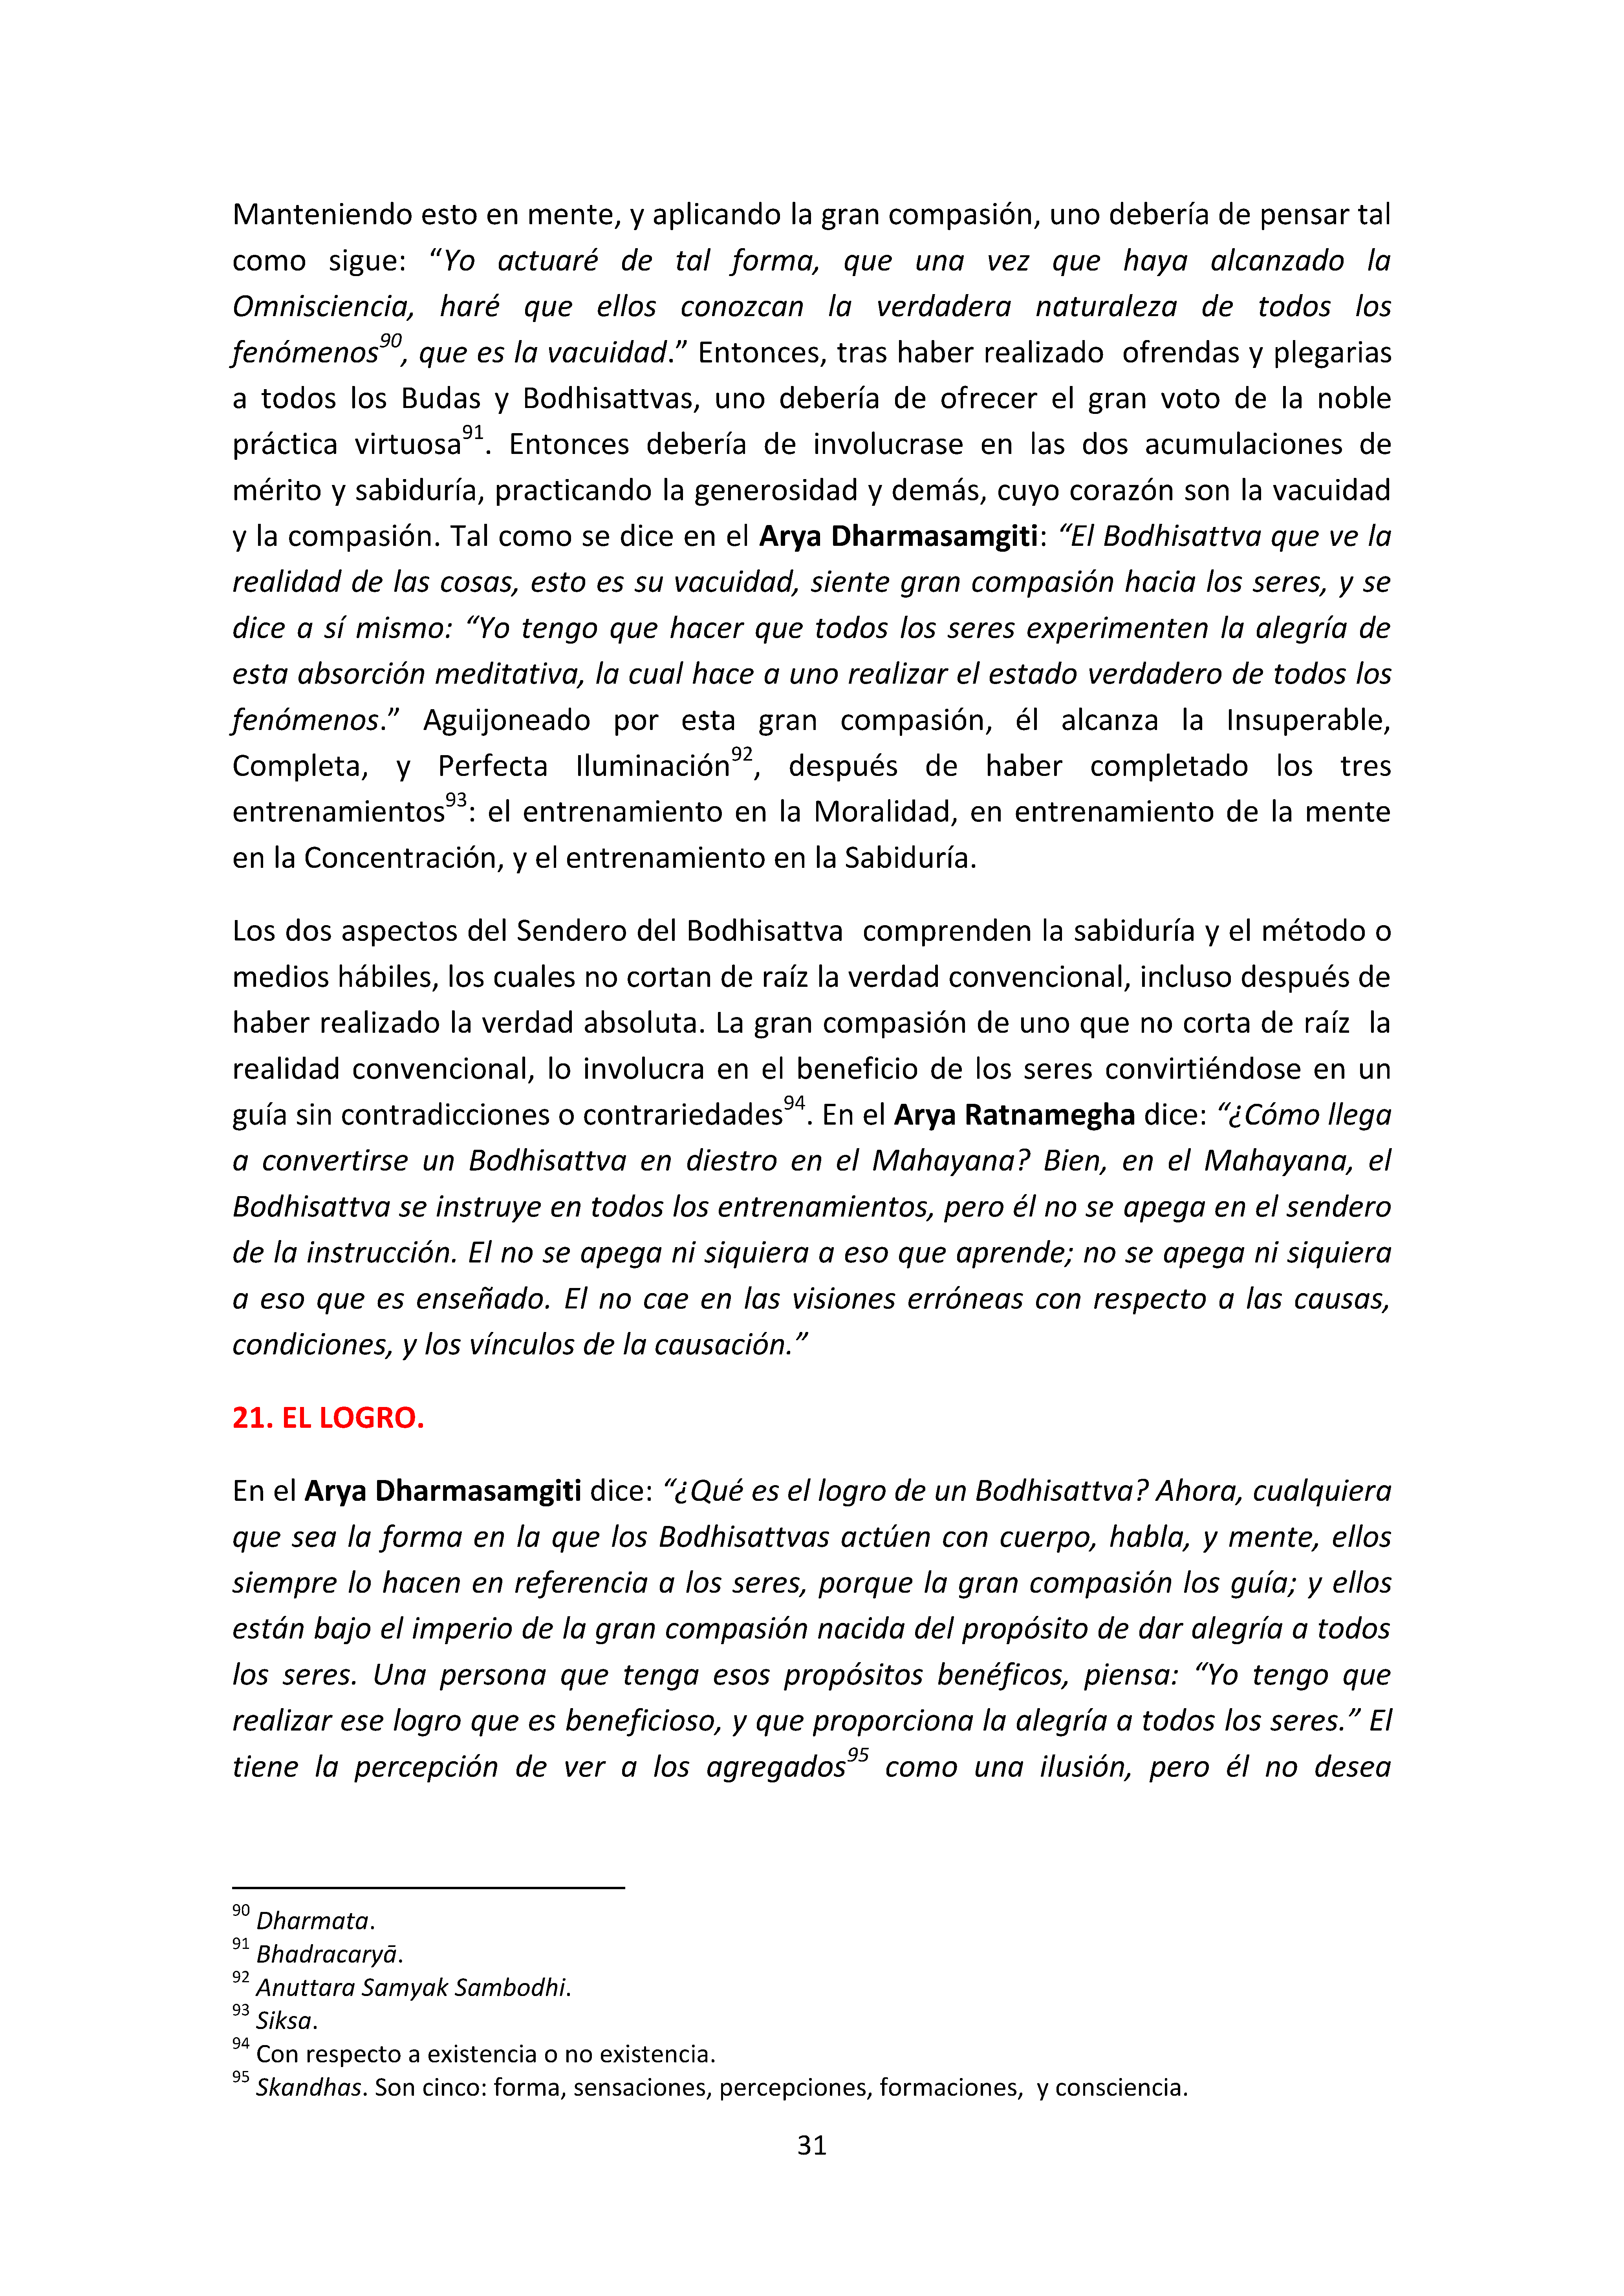 Manteniendo esto en mente, y aplicando la gran compasión, uno debería de pensar tal
como sigue: “Yo actuaré de tal forma, que una vez que haya alcanzado la
Omnisciencia, haré que ellos conozcan la verdadera naturaleza de todos los
fenómenos90, que es la vacuidad.” Entonces, tras haber realizado ofrendas y plegarias
a todos los Budas y Bodhisattvas, uno debería de ofrecer el gran voto de la noble
práctica virtuosa91. Entonces debería de involucrase en las dos acumulaciones de
mérito y sabiduría, practicando la generosidad y demás, cuyo corazón son la vacuidad
y la compasión. Tal como se dice en el Arya Dharmasamgiti: “El Bodhisattva que ve la
realidad de las cosas, esto es su vacuidad, siente gran compasión hacia los seres, y se
dice a sí mismo: “Yo tengo que hacer que todos los seres experimenten la alegría de
esta absorción meditativa, la cual hace a uno realizar el estado verdadero de todos los
fenómenos.” Aguijoneado por esta gran compasión, él alcanza la Insuperable,
Completa, y Perfecta Iluminación92, después de haber completado los tres
entrenamientos93: el entrenamiento en la Moralidad, en entrenamiento de la mente
en la Concentración, y el entrenamiento en la Sabiduría.
Los dos aspectos del Sendero del Bodhisattva comprenden la sabiduría y el método o
medios hábiles, los cuales no cortan de raíz la verdad convencional, incluso después de
haber realizado la verdad absoluta. La gran compasión de uno que no corta de raíz la
realidad convencional, lo involucra en el beneficio de los seres convirtiéndose en un
guía sin contradicciones o contrariedades94. En el Arya Ratnamegha dice: “¿Cómo llega
a convertirse un Bodhisattva en diestro en el Mahayana? Bien, en el Mahayana, el
Bodhisattva se instruye en todos los entrenamientos, pero él no se apega en el sendero
de la instrucción. El no se apega ni siquiera a eso que aprende; no se apega ni siquiera
a eso que es enseñado. El no cae en las visiones erróneas con respecto a las causas,
condiciones, y los vínculos de la causación.”
21. EL LOGRO.
En el Arya Dharmasamgiti dice: “¿Qué es el logro de un Bodhisattva? Ahora, cualquiera
que sea la forma en la que los Bodhisattvas actúen con cuerpo, habla, y mente, ellos
siempre lo hacen en referencia a los seres, porque la gran compasión los guía; y ellos
están bajo el imperio de la gran compasión nacida del propósito de dar alegría a todos
los seres. Una persona que tenga esos propósitos benéficos, piensa: “Yo tengo que
realizar ese logro que es beneficioso, y que proporciona la alegría a todos los seres.” El
tiene la percepción de ver a los agregados95 como una ilusión, pero él no desea
90 Dharmata.
91 Bhadracaryā.
92 Anuttara Samyak Sambodhi.
93 Siksa.
94 Con respecto a existencia o no existencia.
95 Skandhas. Son cinco: forma, sensaciones, percepciones, formaciones, y consciencia.
31